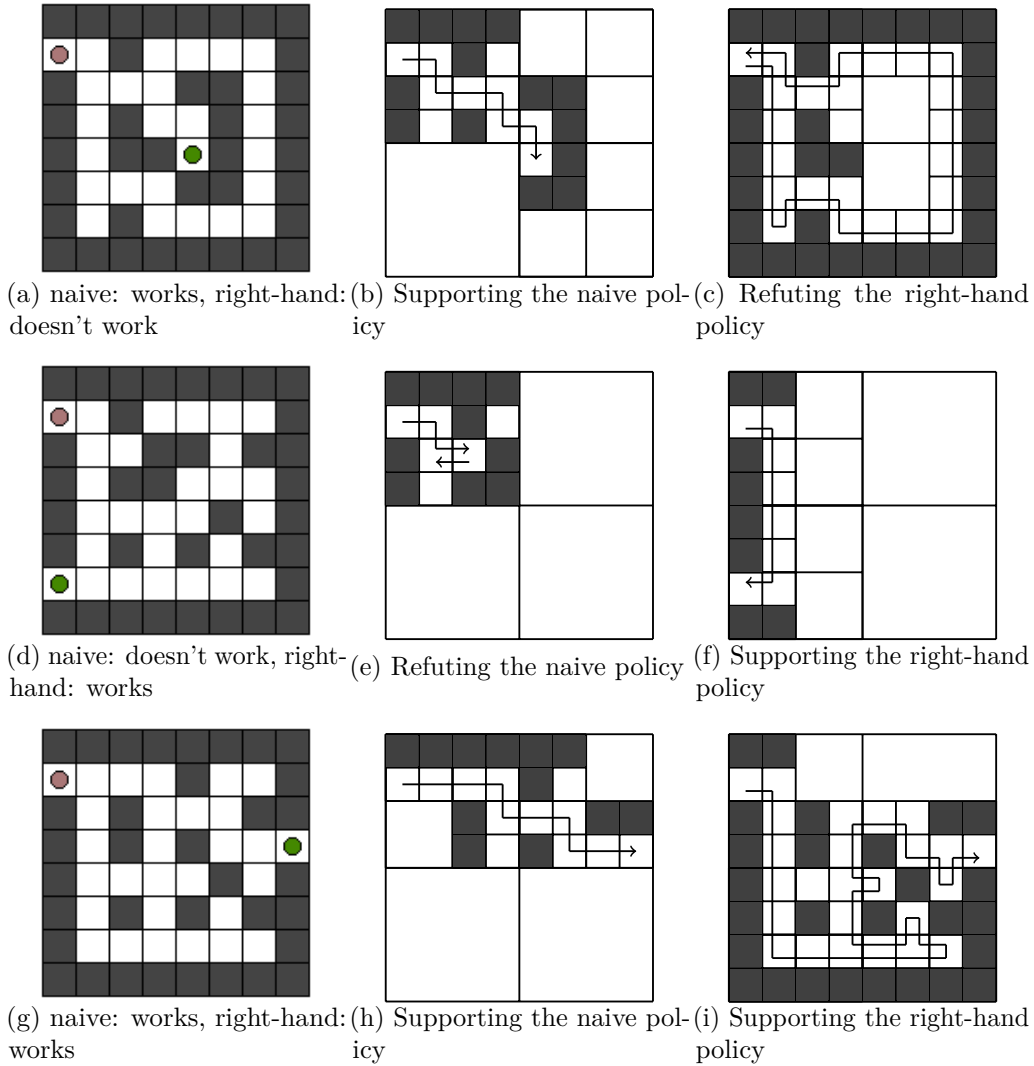 (a) naive: works, right-hand:
doesn't work
(b) Supporting the naive pol-
icy
(c) Refuting the right-hand
policy
(d) naive: doesn't work, right-
hand: works
(e) Refuting the naive policy
(f) Supporting the right-hand
policy
(g) naive: works, right-hand:
works
(h) Supporting the naive pol-
icy
(i) Supporting the right-hand
policy